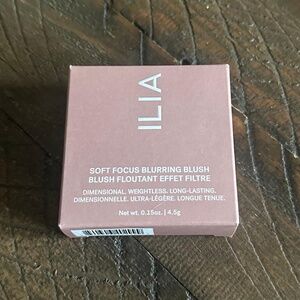 ILIA
SOFT FOCUS BLURRING BLUSH
BLUSH FLOUTANT EFFET FILTRE
DIMENSIONAL. WEIGHTLESS. LONG-LASTING.
DIMENSIONNELLE. ULTRA-LÉGÈRE. LONGUE TENUE.
Net wt. 0.15oz. | 4.5g